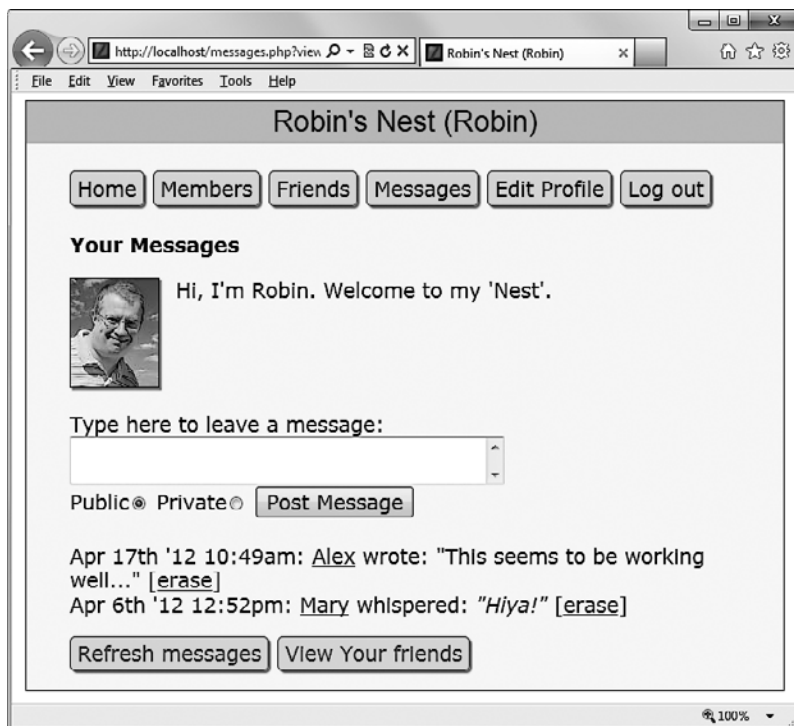 http://localhost/messages.php?view
Robin's Nest (Robin)
File Edit View Favorites Tools Help
Robin's Nest (Robin)
Home Members Friends Messages Edit Profile Log out
Your Messages
Hi, I'm Robin. Welcome to my 'Nest'.
Type here to leave a message:
Public Private Post Message
Apr 17th '12 10:49am: Alex wrote: "This seems to be working
well..." [erase]
Apr 6th '12 12:52pm: Mary whispered: "Hiya!" [erase]
Refresh messages View Your friends
100%